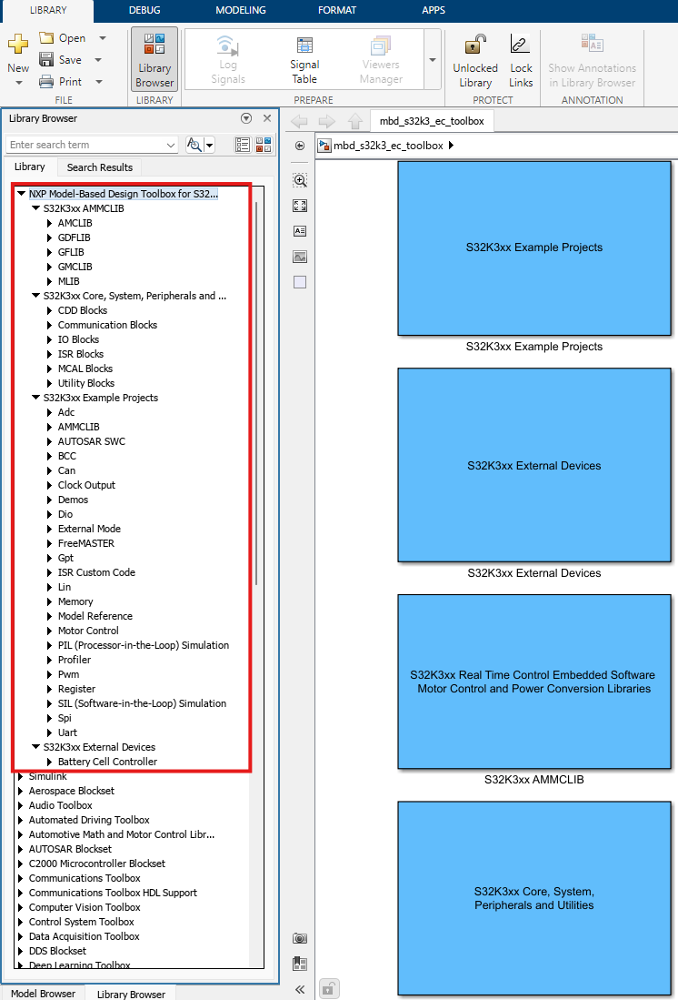 LIBRARY
DEBUG
MODELING
FORMAT
APPS
New
Open
Save
Print
FILE
Library
Browser
LIBRARY
Log
Signals
Signal
Table
Viewers
Manager
PREPARE
Unlocked
Library
Lock
Links
PROTECT
Show Annotations
in Library Browser
ANNOTATION
Library Browser
Enter search term
Library
Search Results
NXP Model-Based Design Toolbox for S32...
S32K3xx AMMCLIB
AMCLIB
GDFLIB
GFLIB
GMCLIB
MLIB
S32K3xx Core, System, Peripherals and ...
CDD Blocks
Communication Blocks
IO Blocks
ISR Blocks
MCAL Blocks
Utility Blocks
S32K3xx Example Projects
Adc
AMMCLIB
AUTOSAR SWC
BCC
Can
Clock Output
Demos
Dio
External Mode
FreeMASTER
Gpt
ISR Custom Code
Lin
Memory
Model Reference
Motor Control
PIL (Processor-in-the-Loop) Simulation
Profiler
Pwm
Register
SIL (Software-in-the-Loop) Simulation
Spi
Uart
S32K3xx External Devices
Battery Cell Controller
Simulink
Aerospace Blockset
Audio Toolbox
Automated Driving Toolbox
Automotive Math and Motor Control Libr...
AUTOSAR Blockset
C2000 Microcontroller Blockset
Communications Toolbox
Communications Toolbox HDL Support
Computer Vision Toolbox
Control System Toolbox
Data Acquisition Toolbox
DDS Blockset
Deep Learning Toolbox
Model Browser
Library Browser
mbd_s32k3_ec_toolbox
mbd_s32k3_ec_toolbox
S32K3xx Example Projects
S32K3xx Example Projects
S32K3xx External Devices
S32K3xx External Devices
S32K3xx Real Time Control Embedded Software
Motor Control and Power Conversion Libraries
S32K3xx AMMCLIB
S32K3xx Core, System,
Peripherals and Utilities